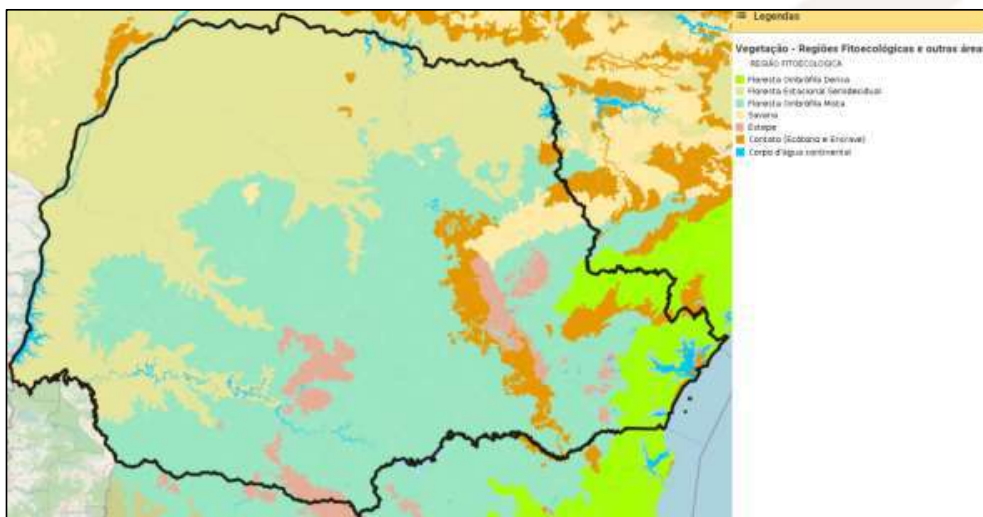 Legendas
Vegetação - Regiões Fitoecológicas e outras área
REGIÃO FITOECOLOGICA
Floresta Ombrófila Densa
Floresta Estacional Semidecidual
Floresta Ombrófila Mista
Savana
Estepe
Contato (Ecótono e Encrave)
Corpo d'água continental